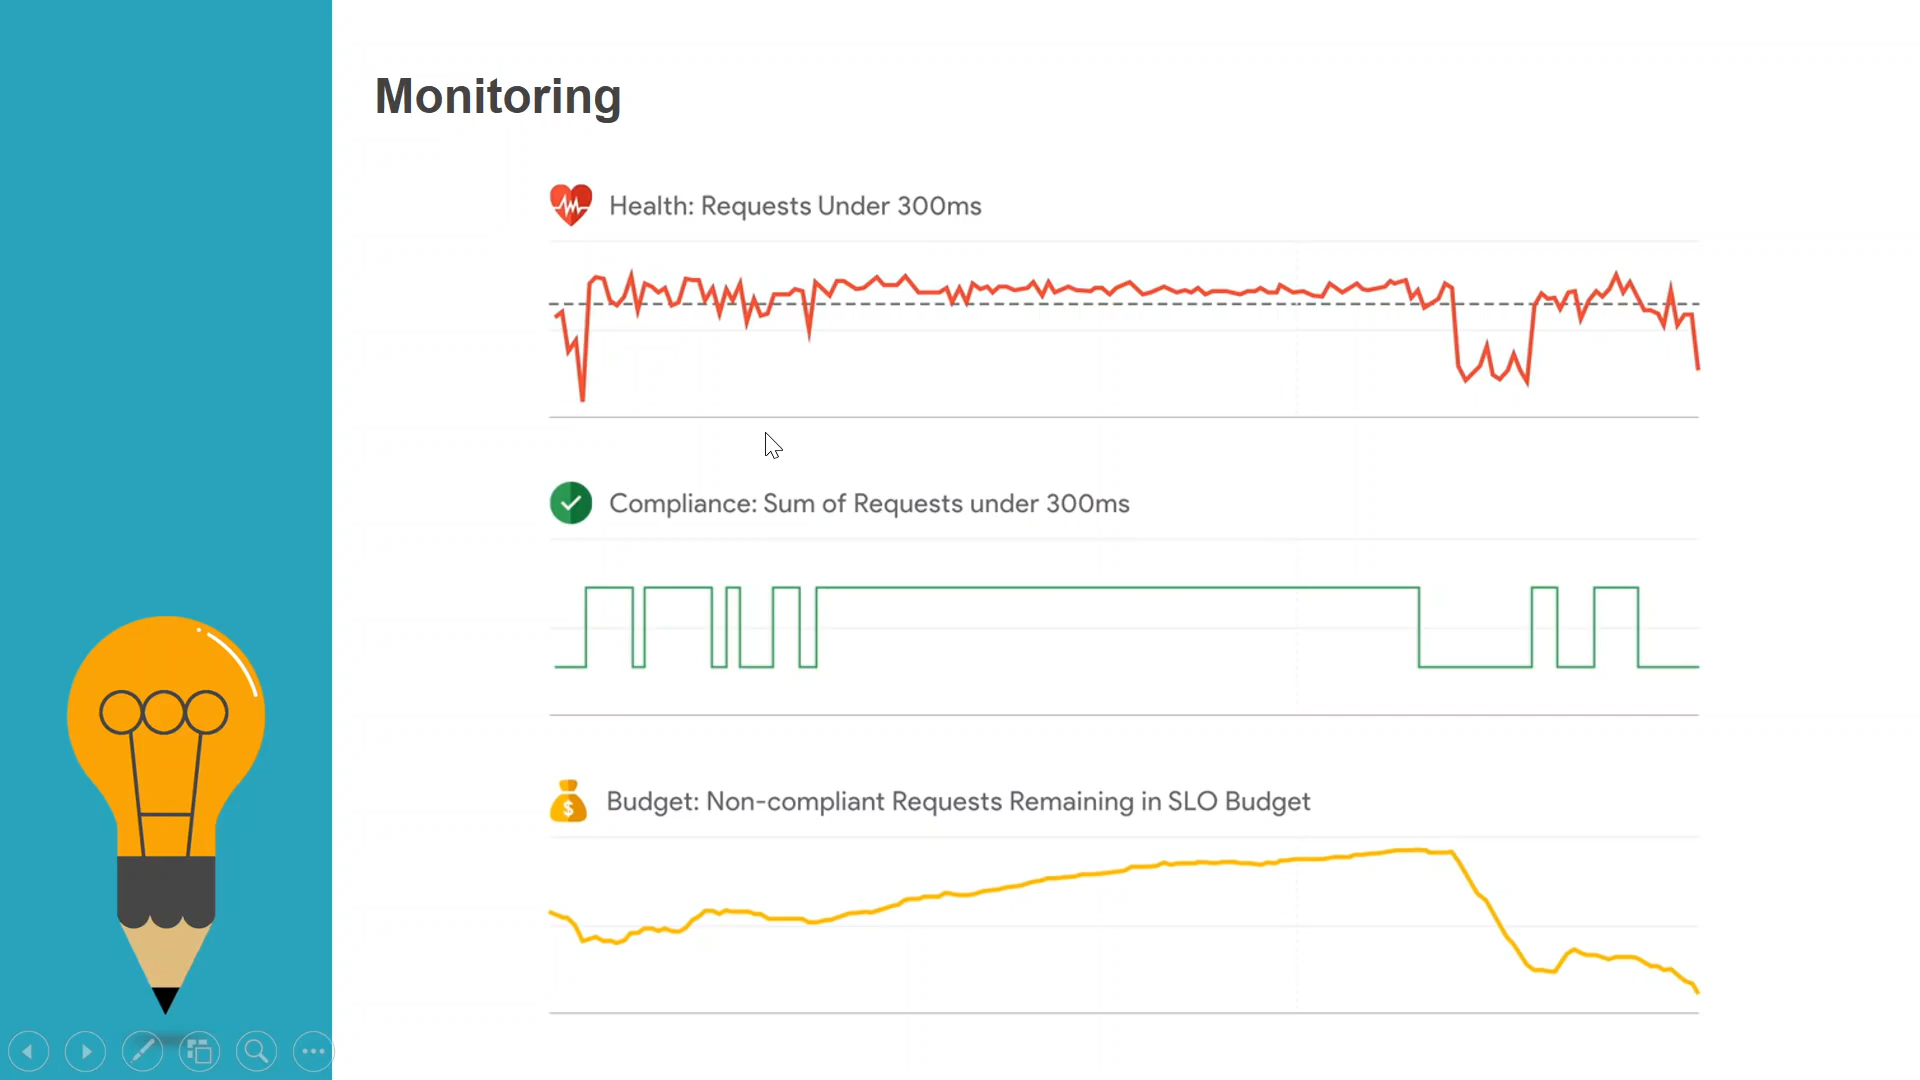 Monitoring
Health: Requests Under 300ms
Compliance: Sum of Requests under 300ms
$
Budget: Non-compliant Requests Remaining in SLO Budget